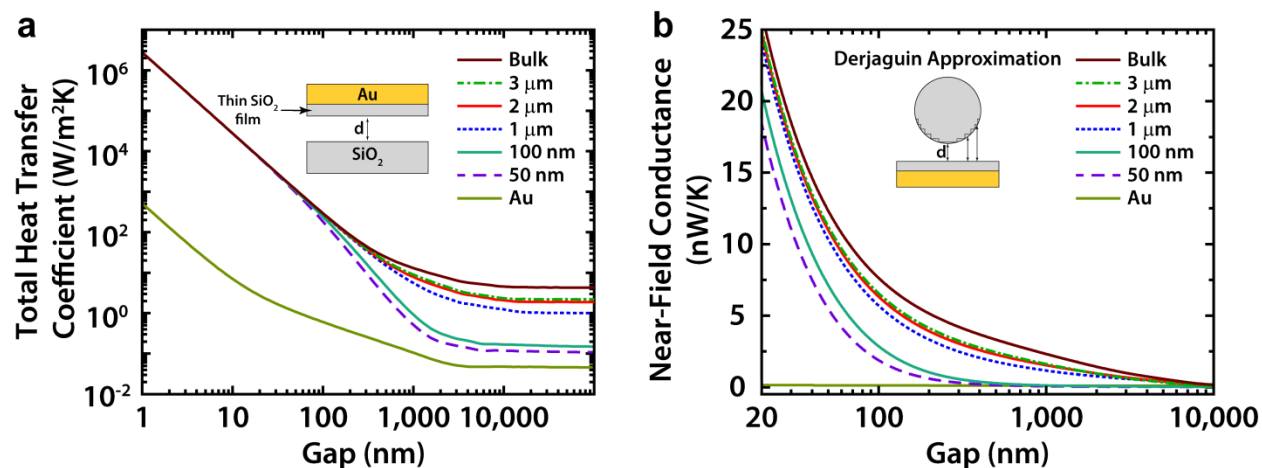 a
Total Heat Transfer
Coefficient (W/m²K)
10⁶
10⁴
10²
10⁰
10⁻²
1
10
100
1,000
10,000
Gap (nm)
Au
Thin SiO₂
film
d
SiO₂
Bulk
3 μm
2 μm
1 μm
100 nm
50 nm
Au
b
Near-Field Conductance
(nW/K)
25
20
15
10
5
0
20
100
1,000
10,000
Gap (nm)
Derjaguin Approximation
d
Bulk
3 μm
2 μm
1 μm
100 nm
50 nm
Au